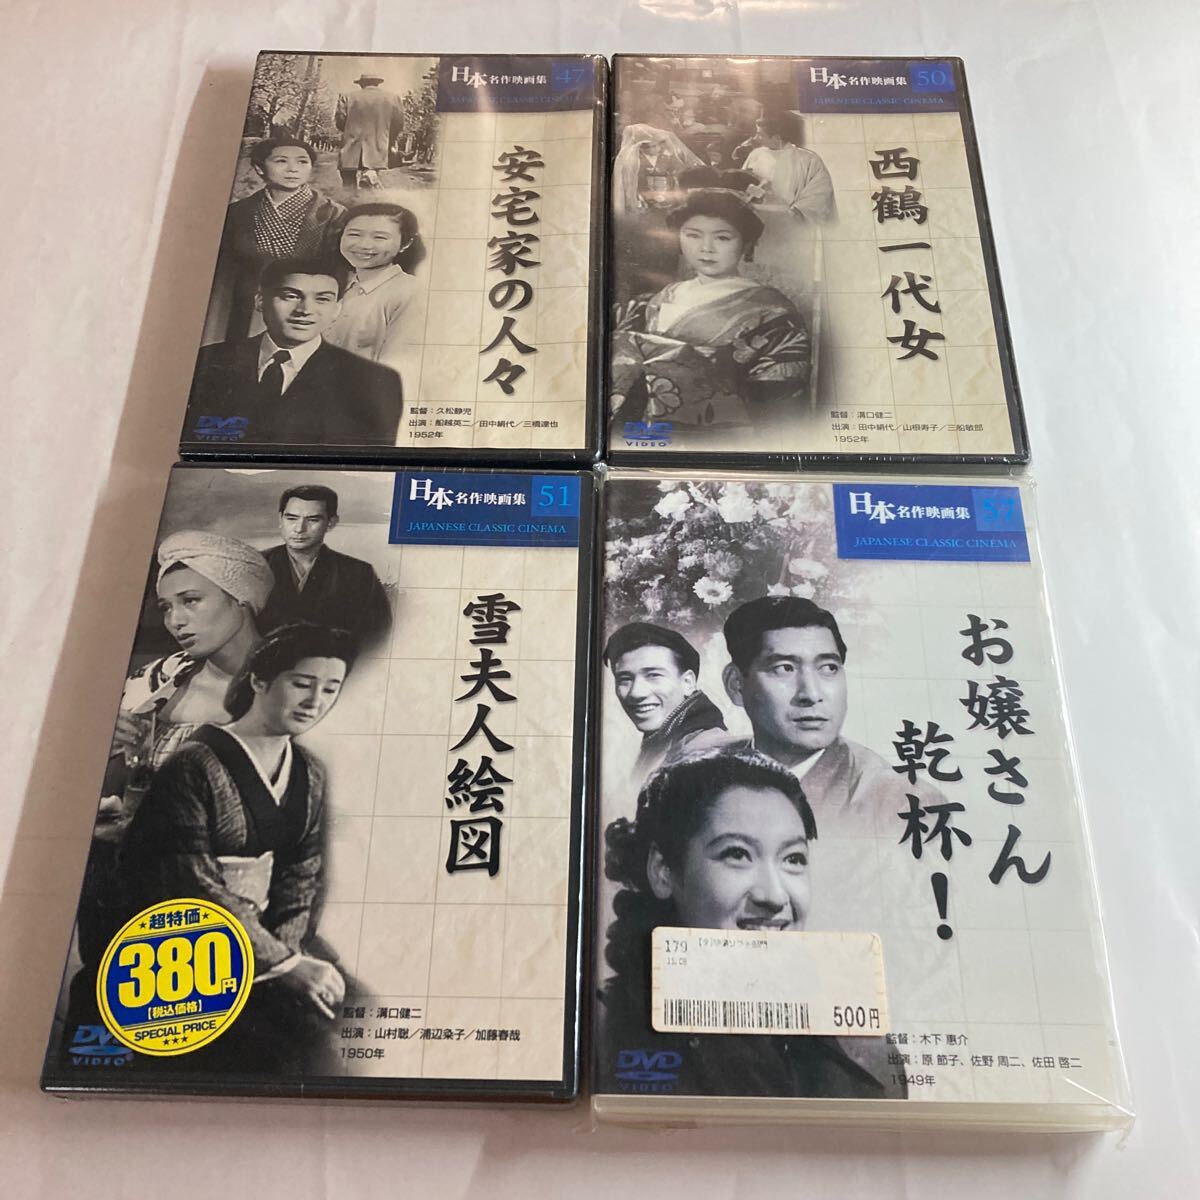 日本名作映画集 47
JAPANESE CLASSIC CINEMA
安宅家の人々
監督：久松静児
出演：船越英二／田中絹代／三橋達也
1952年
DVD
VIDEO
日本名作映画集 50
JAPANESE CLASSIC CINEMA
西鶴一代女
監督：溝口健二
出演：田中絹代／山根寿子／三船敏郎
1952年
DVD
VIDEO
日本名作映画集 51
JAPANESE CLASSIC CINEMA
雪夫人絵図
★超特価★
380円
【税込価格】
SPECIAL PRICE
★★★
監督：溝口健二
出演：山村聡／浦辺粂子／加藤春哉
1950年
DVD
VIDEO
日本名作映画集 57
JAPANESE CLASSIC CINEMA
お嬢さん
乾杯！
179
500円
監督：木下 惠介
出演：原 節子、佐野 周二、佐田 啓二
1949年
DVD
VIDEO